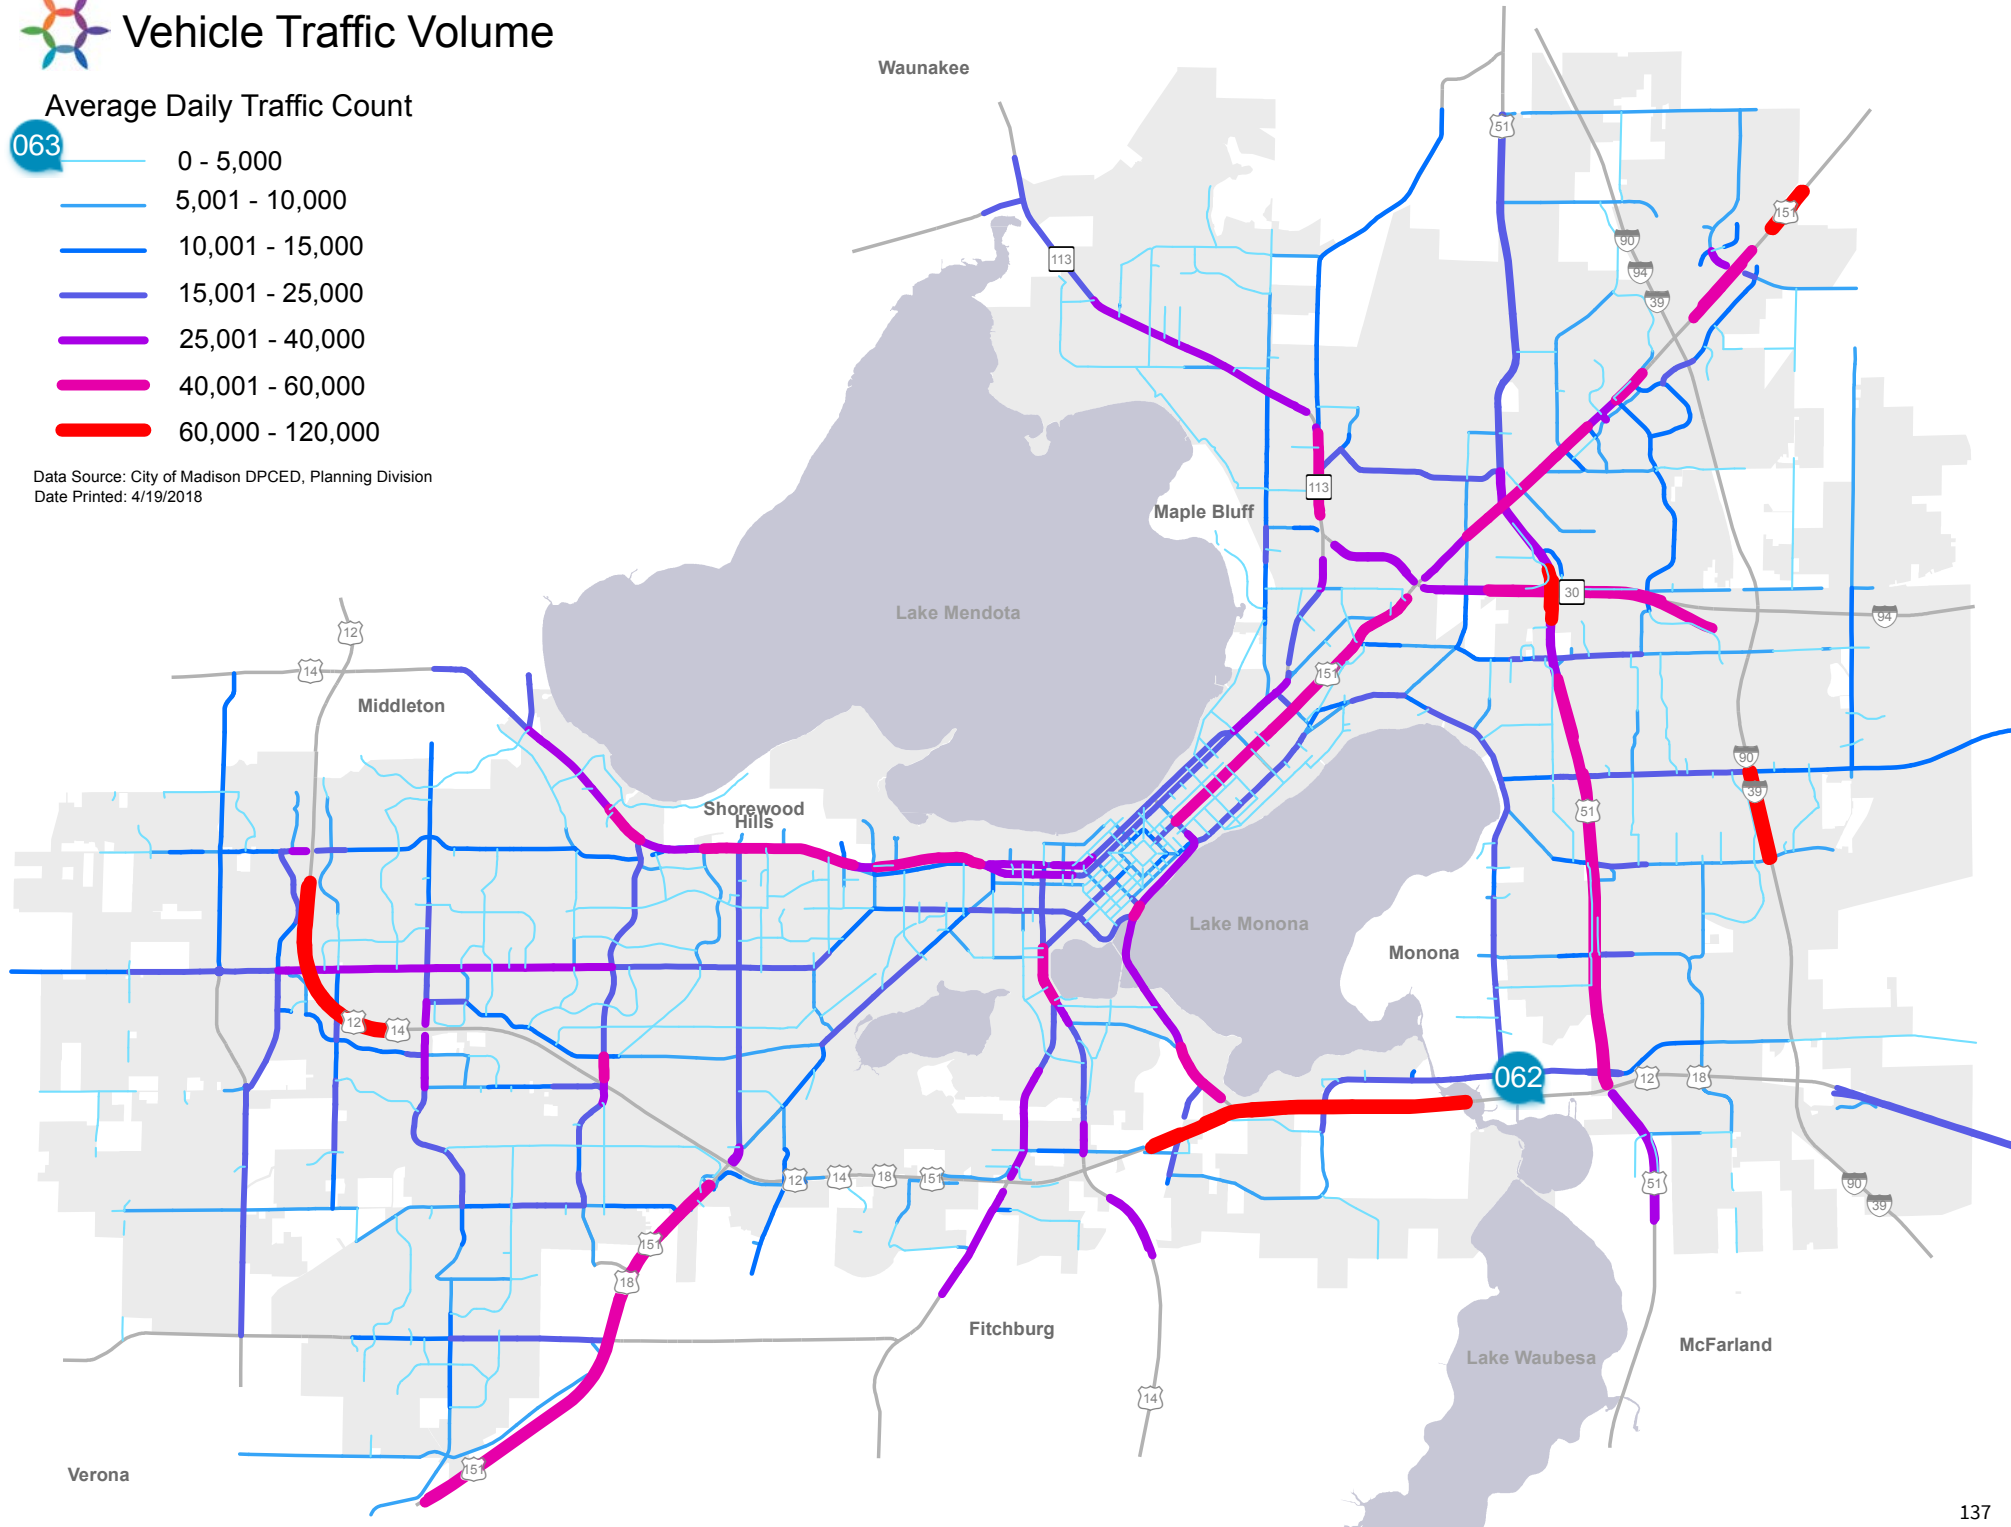 Vehicle Traffic Volume
Average Daily Traffic Count
063
0 - 5,000
5,001 - 10,000
10,001 - 15,000
15,001 - 25,000
25,001 - 40,000
40,001 - 60,000
60,000 - 120,000
Data Source: City of Madison DPCED, Planning Division
Date Printed: 4/19/2018
Waunakee
51
151
90
113
94
39
113
Maple Bluff
30
Lake Mendota
94
12
14
151
Middleton
90
39
Shorewood
Hills
51
Lake Monona
Monona
12
14
062
12
18
12
14
18
151
51
90
39
151
18
Fitchburg
McFarland
Lake Waubesa
14
Verona
151
137